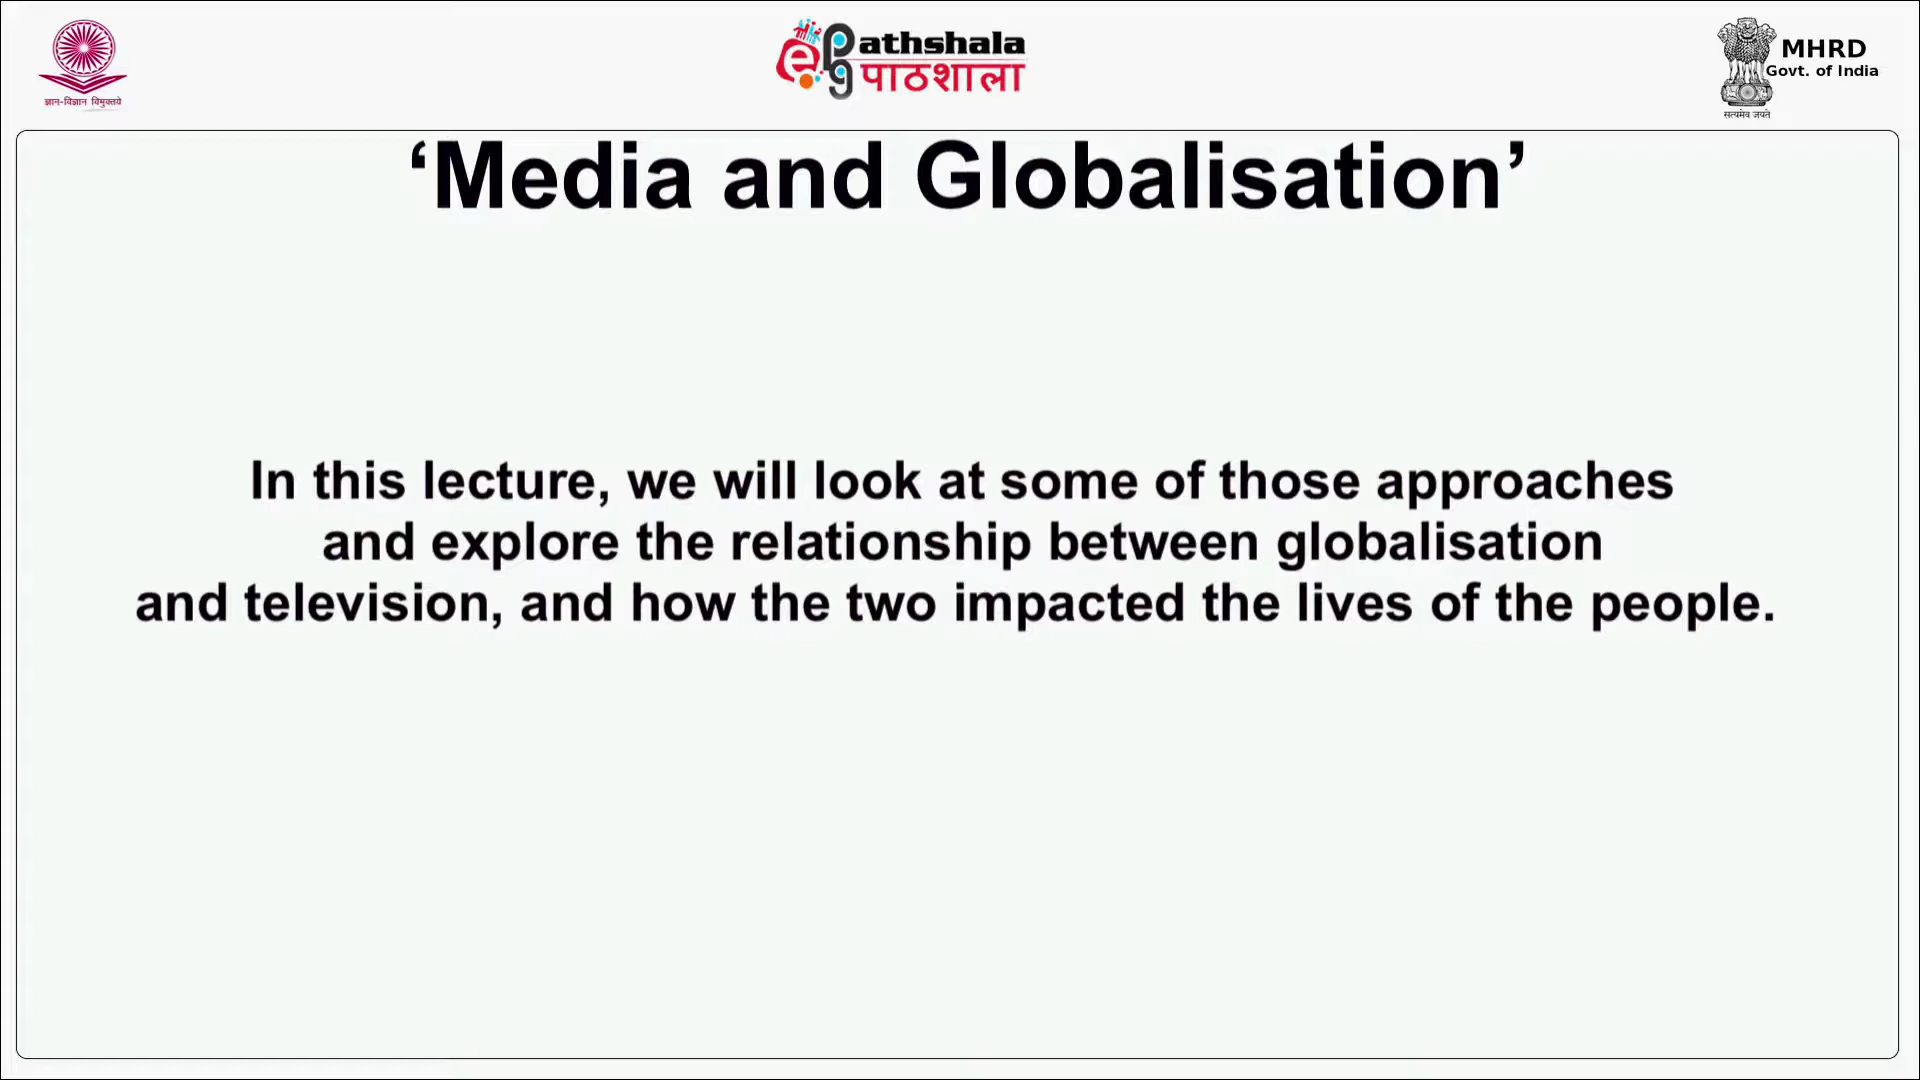 ज्ञान-विज्ञान विमुक्तये
ePG athshala
पाठशाला
MHRD
Govt. of India
सत्यमेव जयते
‘Media and Globalisation’
In this lecture, we will look at some of those approaches
and explore the relationship between globalisation
and television, and how the two impacted the lives of the people.